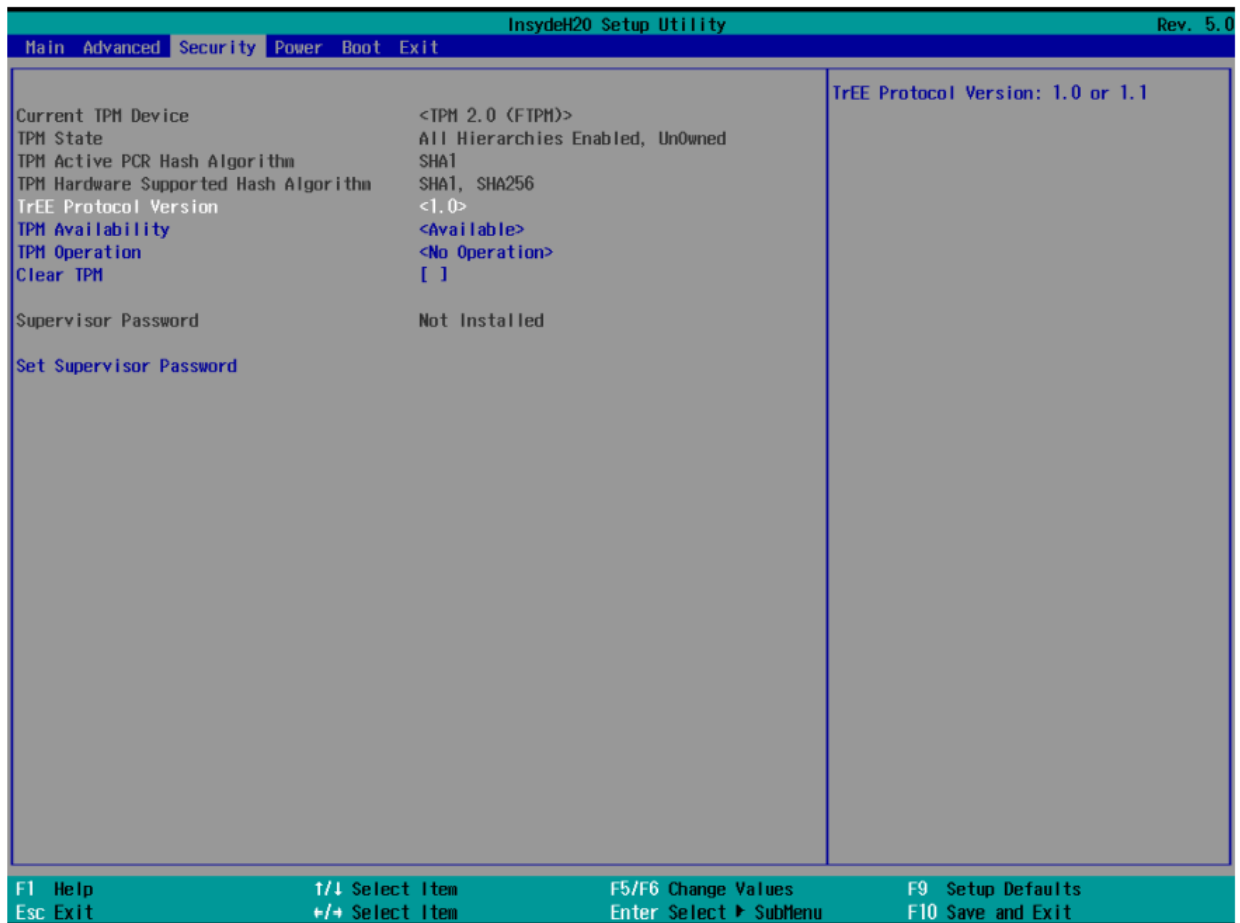 InsydeH20 Setup Utility Rev. 5.0
Main Advanced Security Power Boot Exit
TrEE Protocol Version: 1.0 or 1.1
Current TPM Device <TPM 2.0 (FTPM)>
TPM State All Hierarchies Enabled, UnOwned
TPM Active PCR Hash Algorithm SHA1
TPM Hardware Supported Hash Algorithm SHA1, SHA256
TrEE Protocol Version <1.0>
TPM Availability <Available>
TPM Operation <No Operation>
Clear TPM [ ]
Supervisor Password Not Installed
Set Supervisor Password
F1 Help ↑/↓ Select Item F5/F6 Change Values F9 Setup Defaults
Esc Exit ←/→ Select Item Enter Select ▶ SubMenu F10 Save and Exit